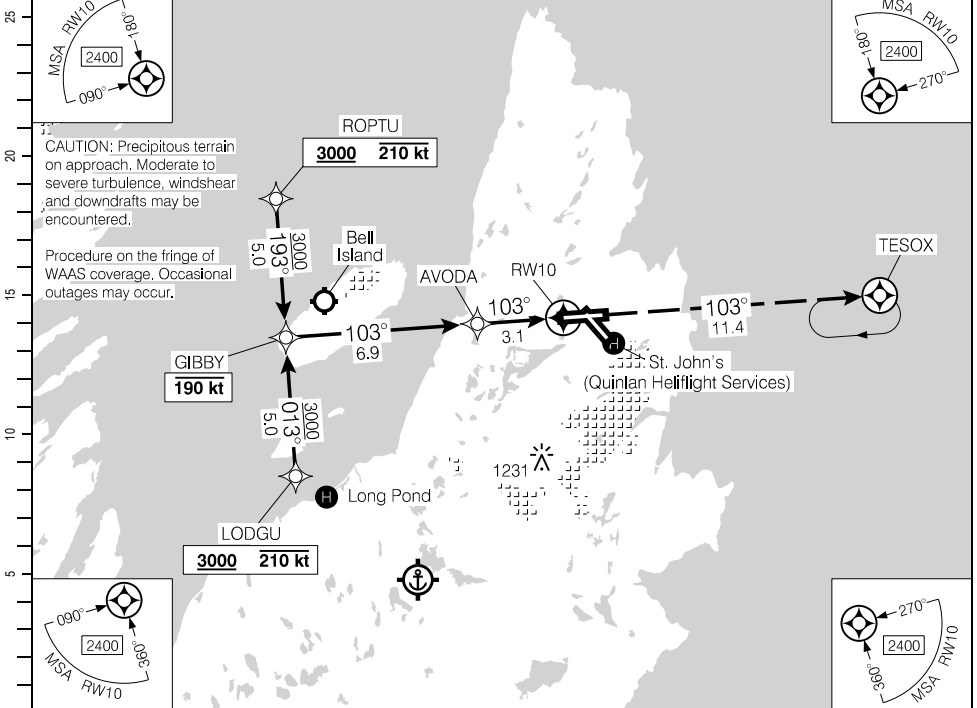 25
20
15
10
5
MSA RW10
180°
2400
090°
MSA RW10
180°
2400
270°
CAUTION: Precipitous terrain
on approach. Moderate to
severe turbulence, windshear
and downdrafts may be
encountered.
Procedure on the fringe of
WAAS coverage. Occasional
outages may occur.
ROPTU
3000 210 kt
3000
193°
5.0
Bell
Island
AVODA
RW10
TESOX
103°
6.9
103°
3.1
103°
11.4
GIBBY
190 kt
H
St. John's
(Quinlan Heliflight Services)
3000
013°
5.0
1231
H Long Pond
LODGU
3000 210 kt
090°
2400
360°
MSA RW10
270°
2400
360°
MSA RW10